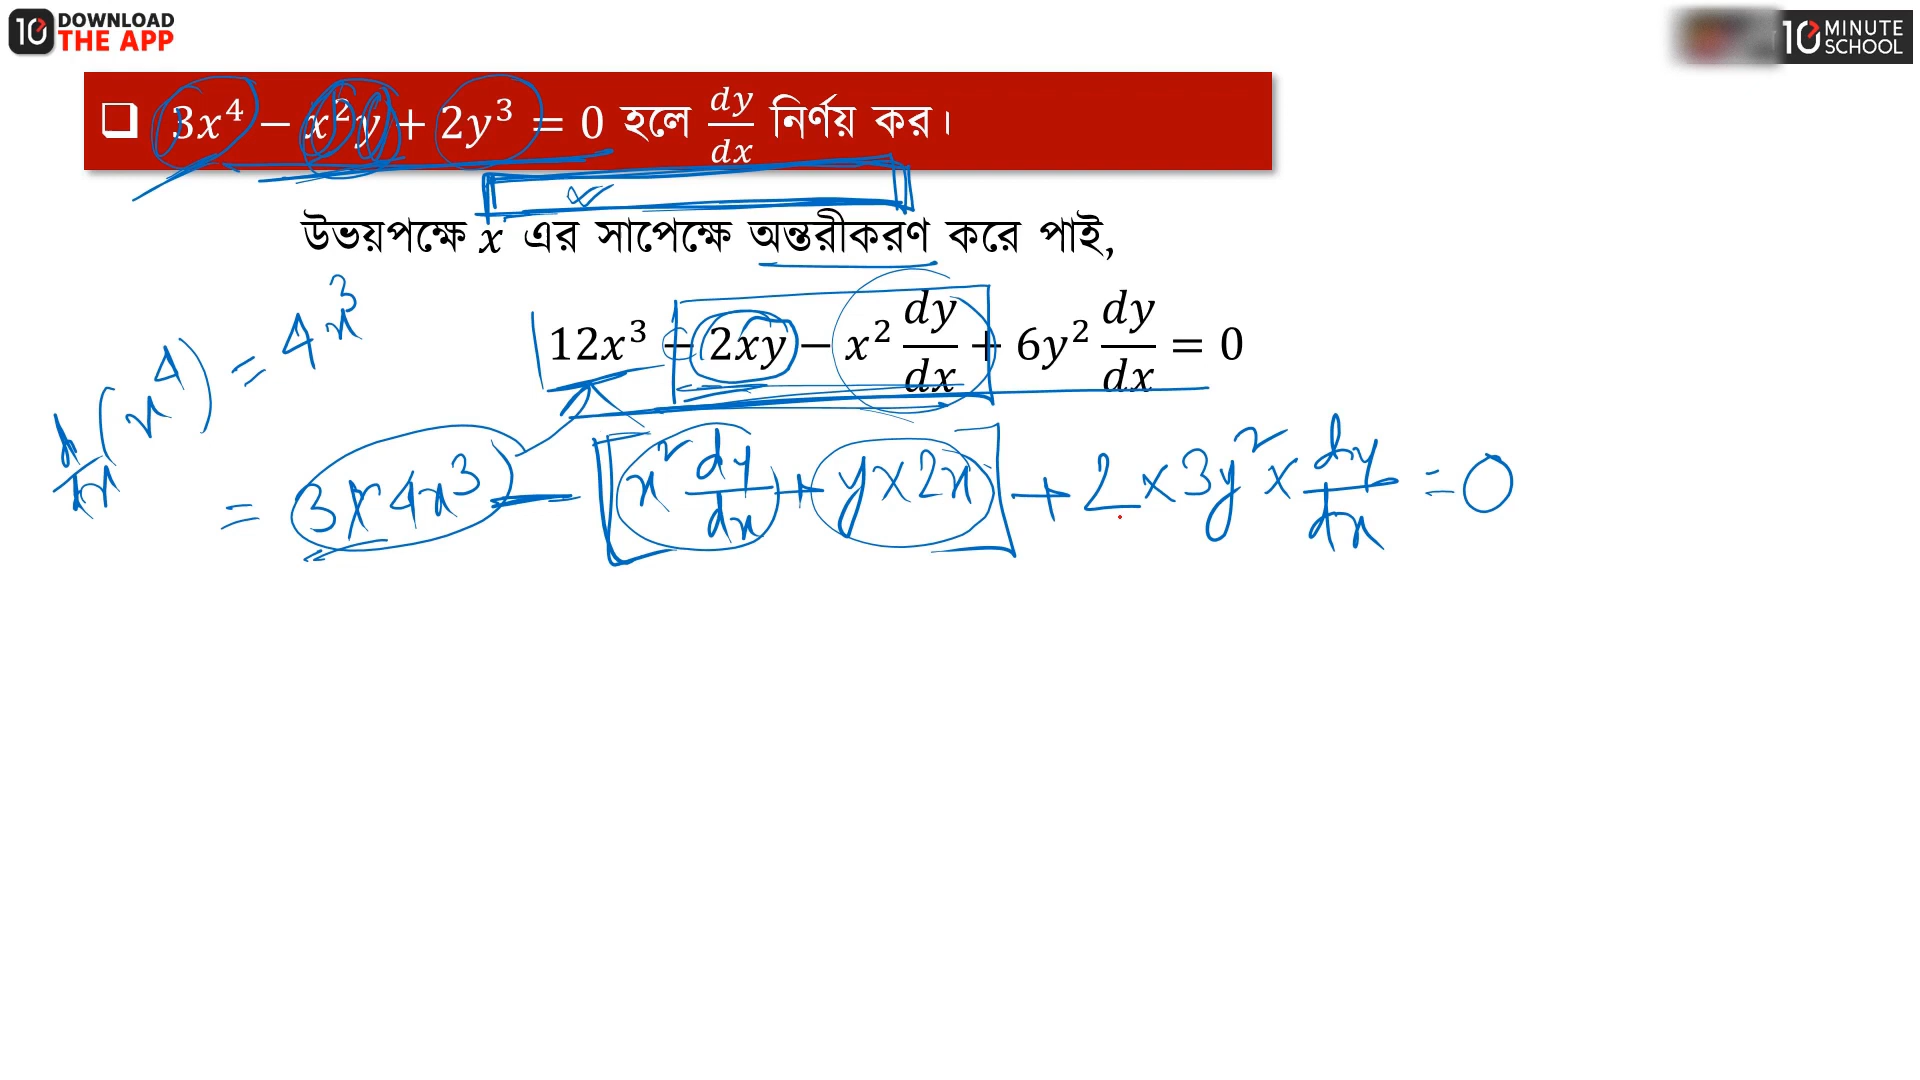 10 DOWNLOAD THE APP
10 MINUTE SCHOOL
❑ 3x⁴ − x²y + 2y³ = 0 হলে dy/dx নির্ণয় কর।
উভয়পক্ষে x এর সাপেক্ষে অন্তরীকরণ করে পাই,
12x³ − 2xy − x² dy/dx + 6y² dy/dx = 0
d/dx (x⁴) = 4x³
= 3×4x³ − [x² dy/dx + y×2x] + 2×3y²× dy/dx = 0